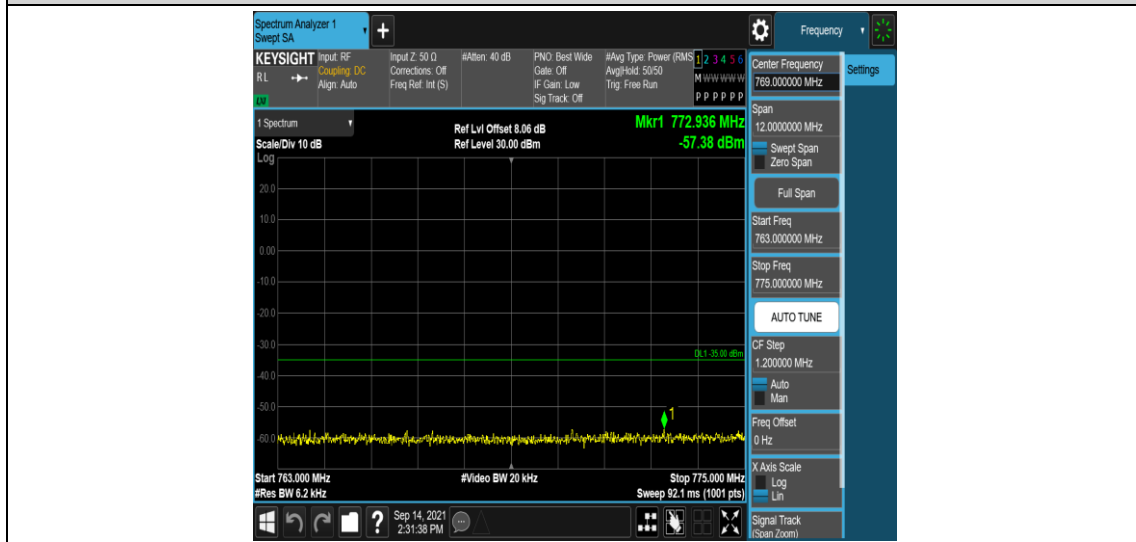 Spectrum Analyzer 1
Swept SA
+
Frequency
KEYSIGHT
RL
LXI
Input: RF
Coupling: DC
Align: Auto
Input Z: 50 Ω
Corrections: Off
Freq Ref: Int (S)
#Atten: 40 dB
PNO: Best Wide
Gate: Off
IF Gain: Low
Sig Track: Off
#Avg Type: Power (RMS
Avg|Hold: 50/50
Trig: Free Run
1 2 3 4 5 6
M W W W W W
P P P P P P
1 Spectrum
Scale/Div 10 dB
Log
Ref Lvl Offset 8.06 dB
Ref Level 30.00 dBm
Mkr1 772.936 MHz
-57.38 dBm
20.0
10.0
0.00
-10.0
-20.0
-30.0
DL1 -35.00 dBm
-40.0
-50.0
1
-60.0
Start 763.000 MHz
#Res BW 6.2 kHz
#Video BW 20 kHz
Stop 775.000 MHz
Sweep 92.1 ms (1001 pts)
?
Sep 14, 2021
2:31:38 PM
Center Frequency
769.000000 MHz
Settings
Span
12.0000000 MHz
Swept Span
Zero Span
Full Span
Start Freq
763.000000 MHz
Stop Freq
775.000000 MHz
AUTO TUNE
CF Step
1.200000 MHz
Auto
Man
Freq Offset
0 Hz
X Axis Scale
Log
Lin
Signal Track
(Span Zoom)